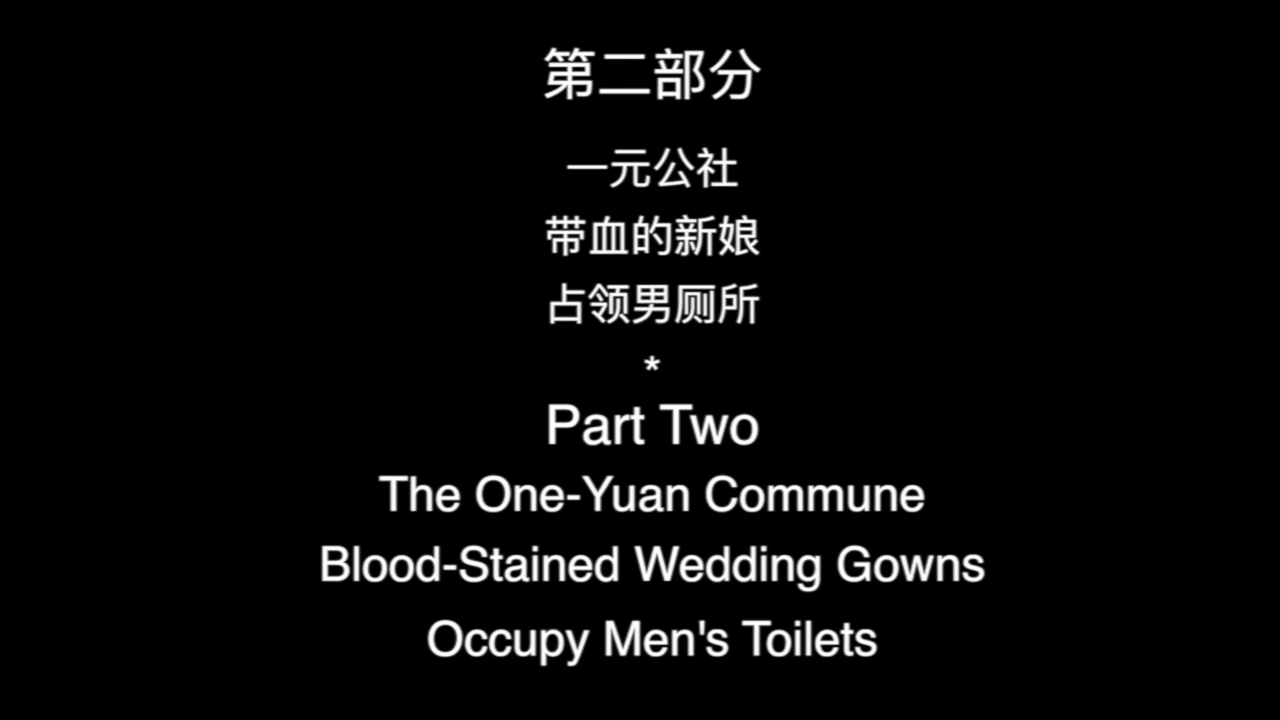 第二部分
一元公社
带血的新娘
占领男厕所
*
Part Two
The One-Yuan Commune
Blood-Stained Wedding Gowns
Occupy Men's Toilets